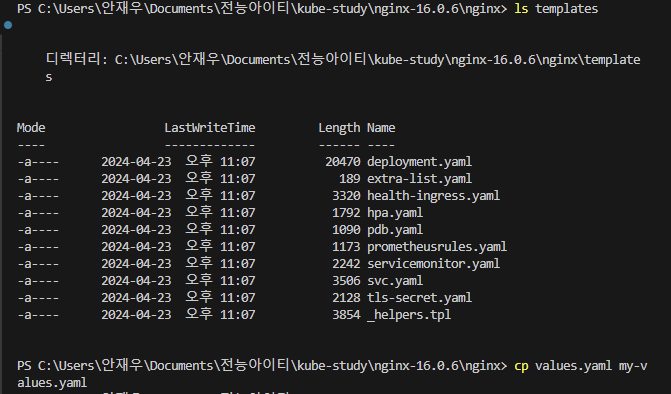 PS C:\Users\안재우\Documents\전능아이티\kube-study\nginx-16.0.6\nginx> ls templates
디렉터리: C:\Users\안재우\Documents\전능아이티\kube-study\nginx-16.0.6\nginx\template
s
Mode                 LastWriteTime         Length Name
----                 -------------         ------ ----
-a----      2024-04-23  오후 11:07          20470 deployment.yaml
-a----      2024-04-23  오후 11:07            189 extra-list.yaml
-a----      2024-04-23  오후 11:07           3320 health-ingress.yaml
-a----      2024-04-23  오후 11:07           1792 hpa.yaml
-a----      2024-04-23  오후 11:07           1090 pdb.yaml
-a----      2024-04-23  오후 11:07           1173 prometheusrules.yaml
-a----      2024-04-23  오후 11:07           2242 servicemonitor.yaml
-a----      2024-04-23  오후 11:07           3506 svc.yaml
-a----      2024-04-23  오후 11:07           2128 tls-secret.yaml
-a----      2024-04-23  오후 11:07           3854 _helpers.tpl
PS C:\Users\안재우\Documents\전능아이티\kube-study\nginx-16.0.6\nginx> cp values.yaml my-v
alues.yaml